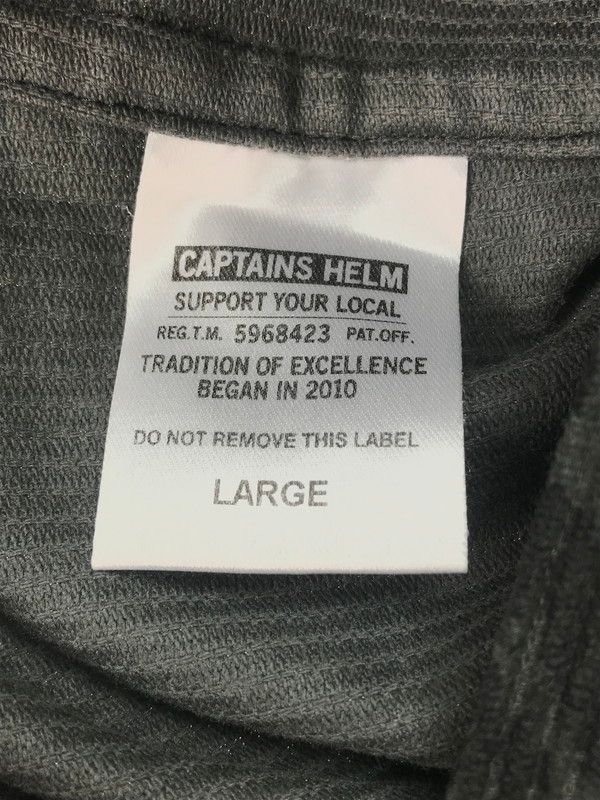 CAPTAINS HELM
SUPPORT YOUR LOCAL
REG.T.M. 5968423 PAT.OFF.
TRADITION OF EXCELLENCE
BEGAN IN 2010
DO NOT REMOVE THIS LABEL
LARGE